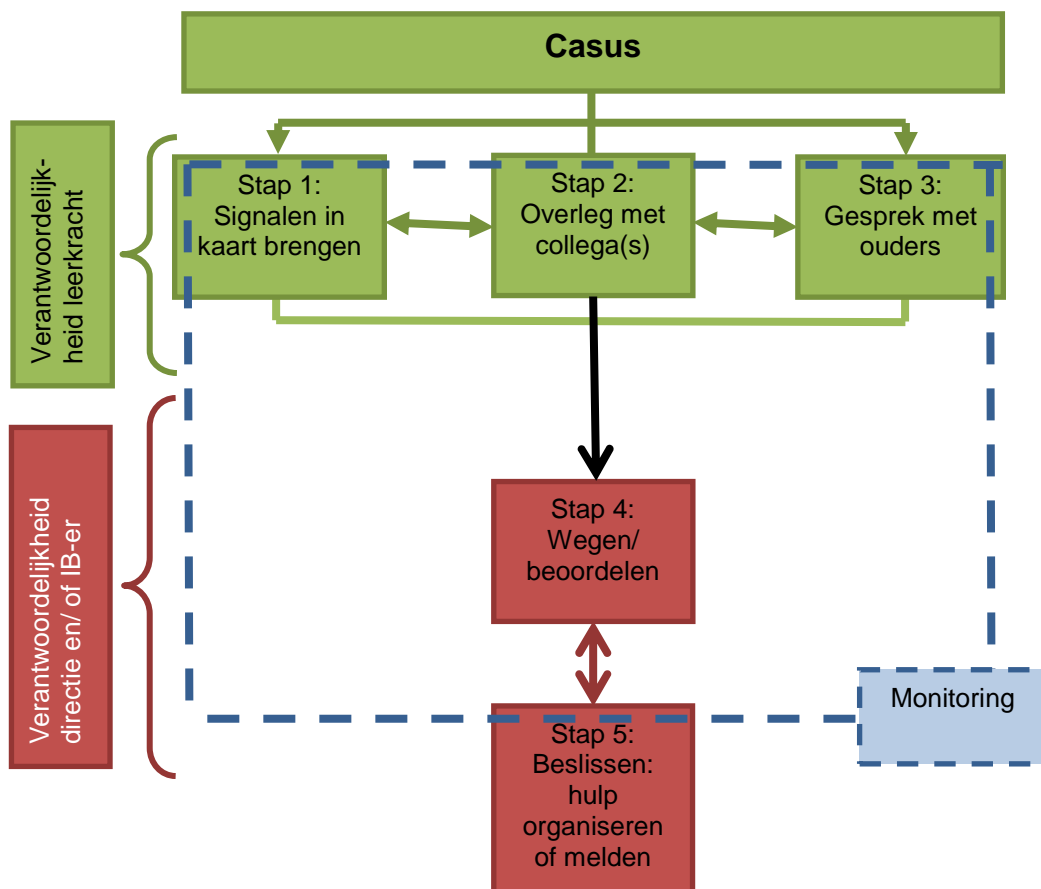 Casus
Verantwoordelijk-
heid leerkracht
Stap 1:
Signalen in
kaart brengen
Stap 2:
Overleg met
collega(s)
Stap 3:
Gesprek met
ouders
Verantwoordelijkheid
directie en/ of IB-er
Stap 4:
Wegen/
beoordelen
Monitoring
Stap 5:
Beslissen:
hulp
organiseren
of melden